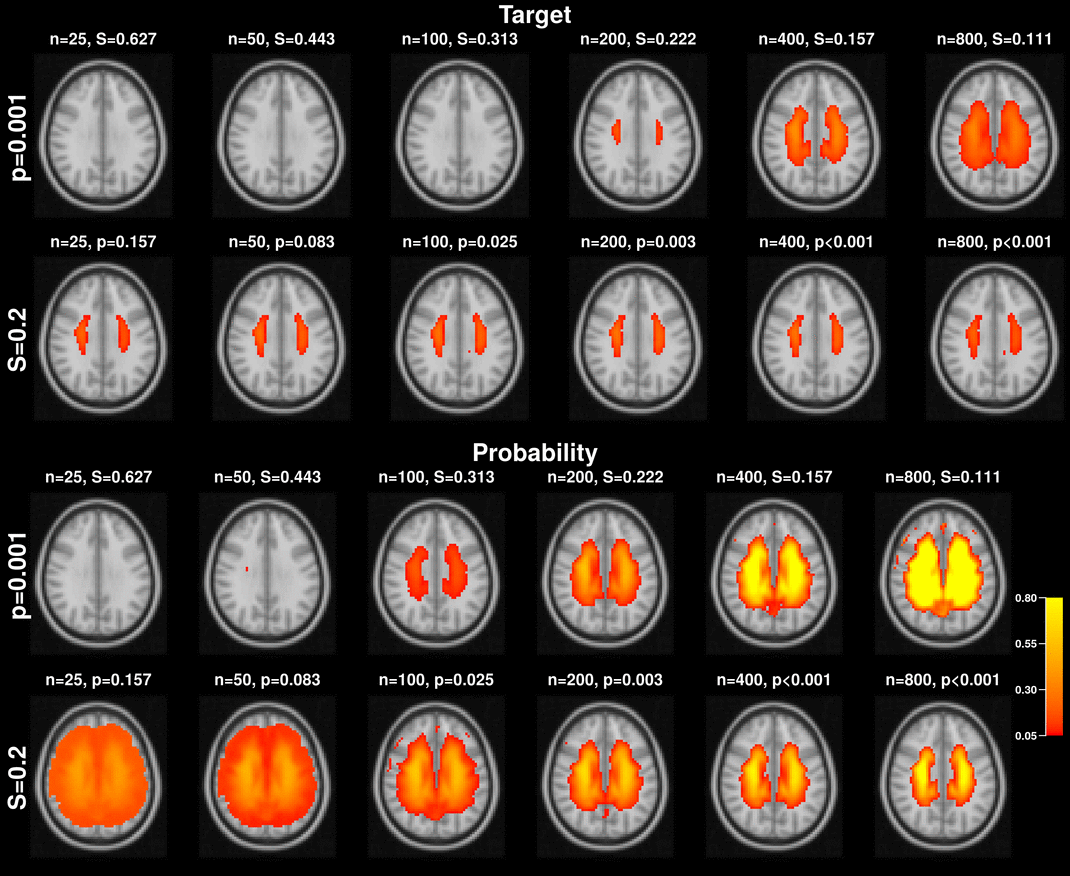 Target
n=25, S=0.627 n=50, S=0.443 n=100, S=0.313 n=200, S=0.222 n=400, S=0.157 n=800, S=0.111
p=0.001
n=25, p=0.157 n=50, p=0.083 n=100, p=0.025 n=200, p=0.003 n=400, p<0.001 n=800, p<0.001
S=0.2
Probability
n=25, S=0.627 n=50, S=0.443 n=100, S=0.313 n=200, S=0.222 n=400, S=0.157 n=800, S=0.111
p=0.001
n=25, p=0.157 n=50, p=0.083 n=100, p=0.025 n=200, p=0.003 n=400, p<0.001 n=800, p<0.001
S=0.2
0.80
0.55
0.30
0.05